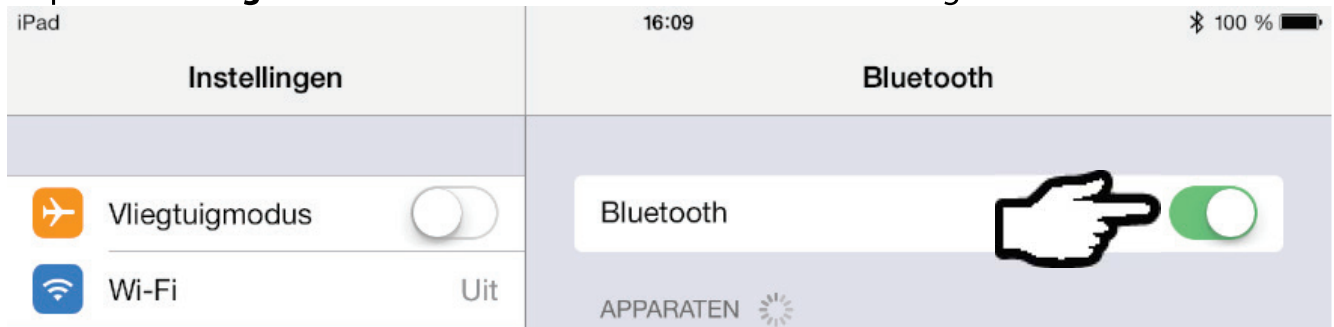 iPad 16:09 100 %
Instellingen Bluetooth
Vliegtuigmodus Bluetooth
Wi-Fi Uit
APPARATEN